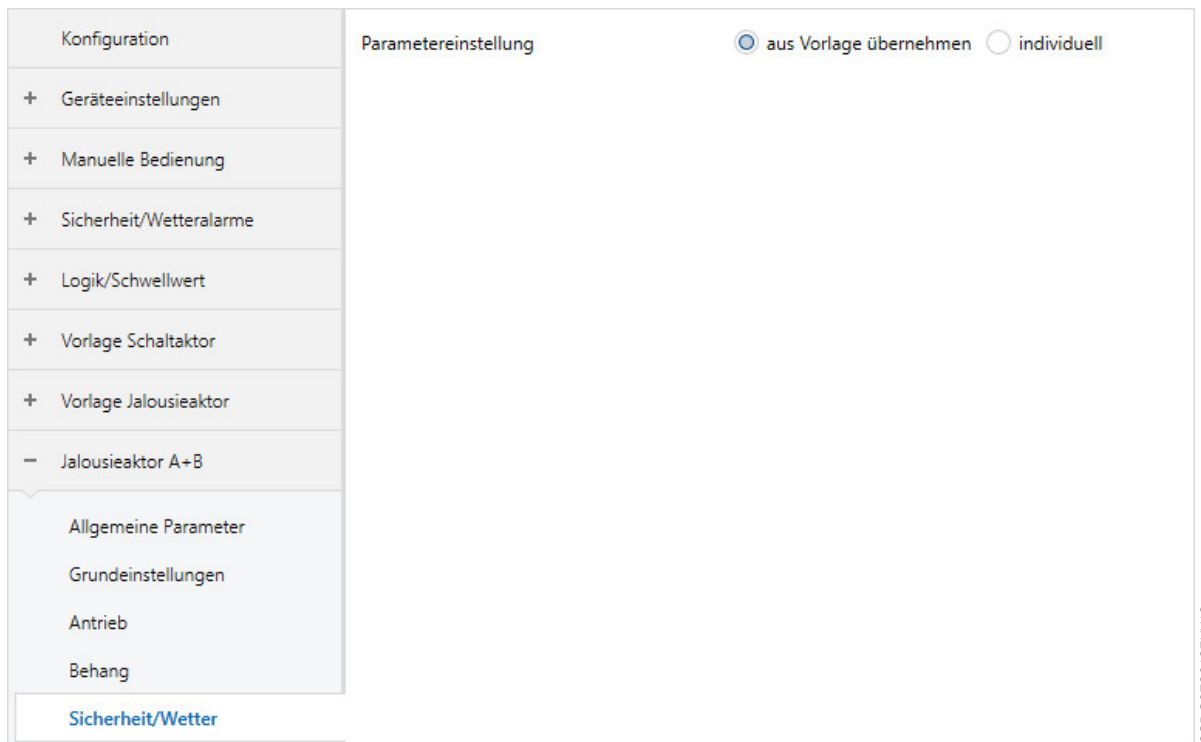 Konfiguration
Parametereinstellung aus Vorlage übernehmen individuell
+ Geräteeinstellungen
+ Manuelle Bedienung
+ Sicherheit/Wetteralarme
+ Logik/Schwellwert
+ Vorlage Schaltaktor
+ Vorlage Jalousieaktor
− Jalousieaktor A+B
Allgemeine Parameter
Grundeinstellungen
Antrieb
Behang
Sicherheit/Wetter